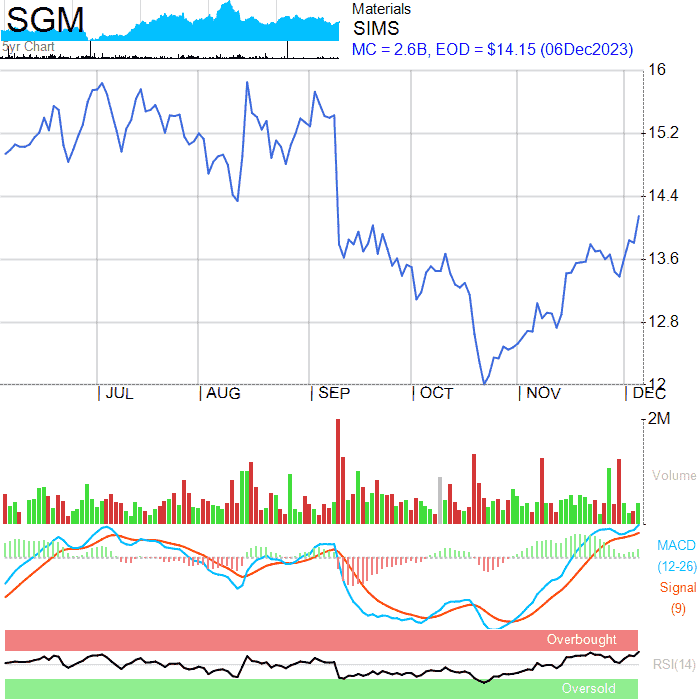 SGM
5yr Chart
Materials
SIMS
MC = 2.6B, EOD = $14.15 (06Dec2023)
16
15.2
14.4
13.6
12.8
12
JUL AUG SEP OCT NOV DEC
2M
Volume
MACD
(12-26)
Signal
(9)
Overbought
RSI(14)
Oversold